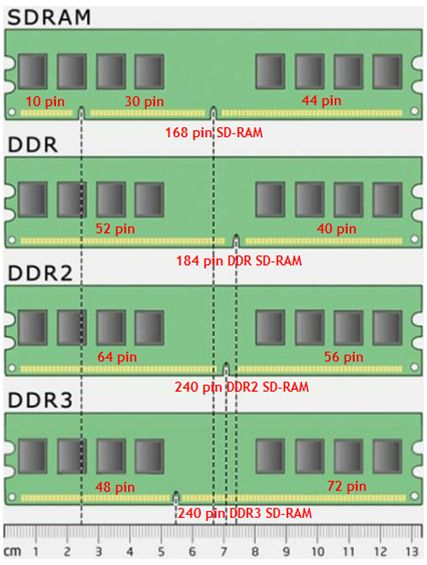 SDRAM
10 pin 30 pin 44 pin
168 pin SD-RAM
DDR
52 pin 40 pin
184 pin DDR SD-RAM
DDR2
64 pin 56 pin
240 pin DDR2 SD-RAM
DDR3
48 pin 72 pin
240 pin DDR3 SD-RAM
cm 1 2 3 4 5 6 7 8 9 10 11 12 13